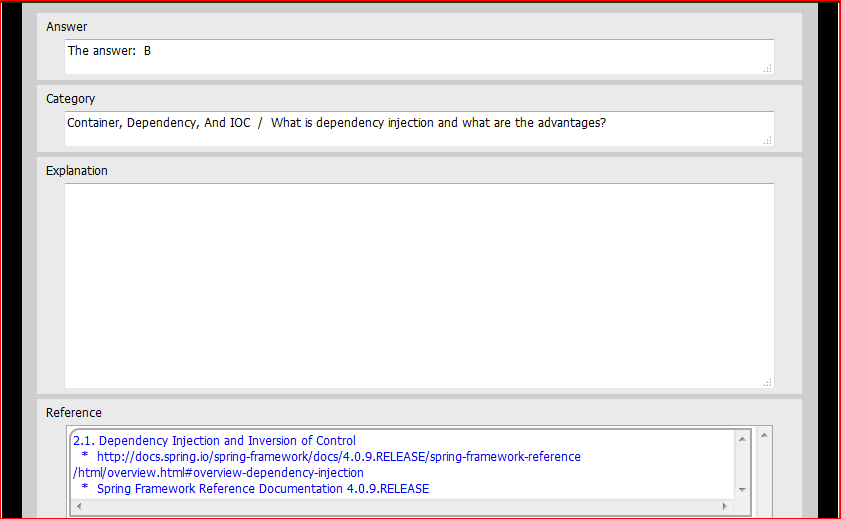 Answer
The answer:  B
Category
Container, Dependency, And IOC  /  What is dependency injection and what are the advantages?
Explanation
Reference
2.1. Dependency Injection and Inversion of Control
*  http://docs.spring.io/spring-framework/docs/4.0.9.RELEASE/spring-framework-reference
/html/overview.html#overview-dependency-injection
*  Spring Framework Reference Documentation 4.0.9.RELEASE